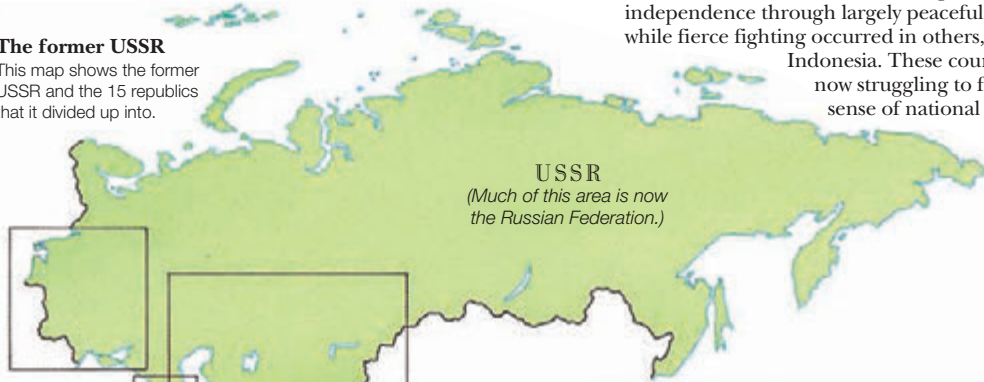 The former USSR
This map shows the former
USSR and the 15 republics
that it divided up into.
independence through largely peaceful
while fierce fighting occurred in others,
Indonesia. These
now struggling to
sense of national
USSR
(Much of this area is now
the Russian Federation.)